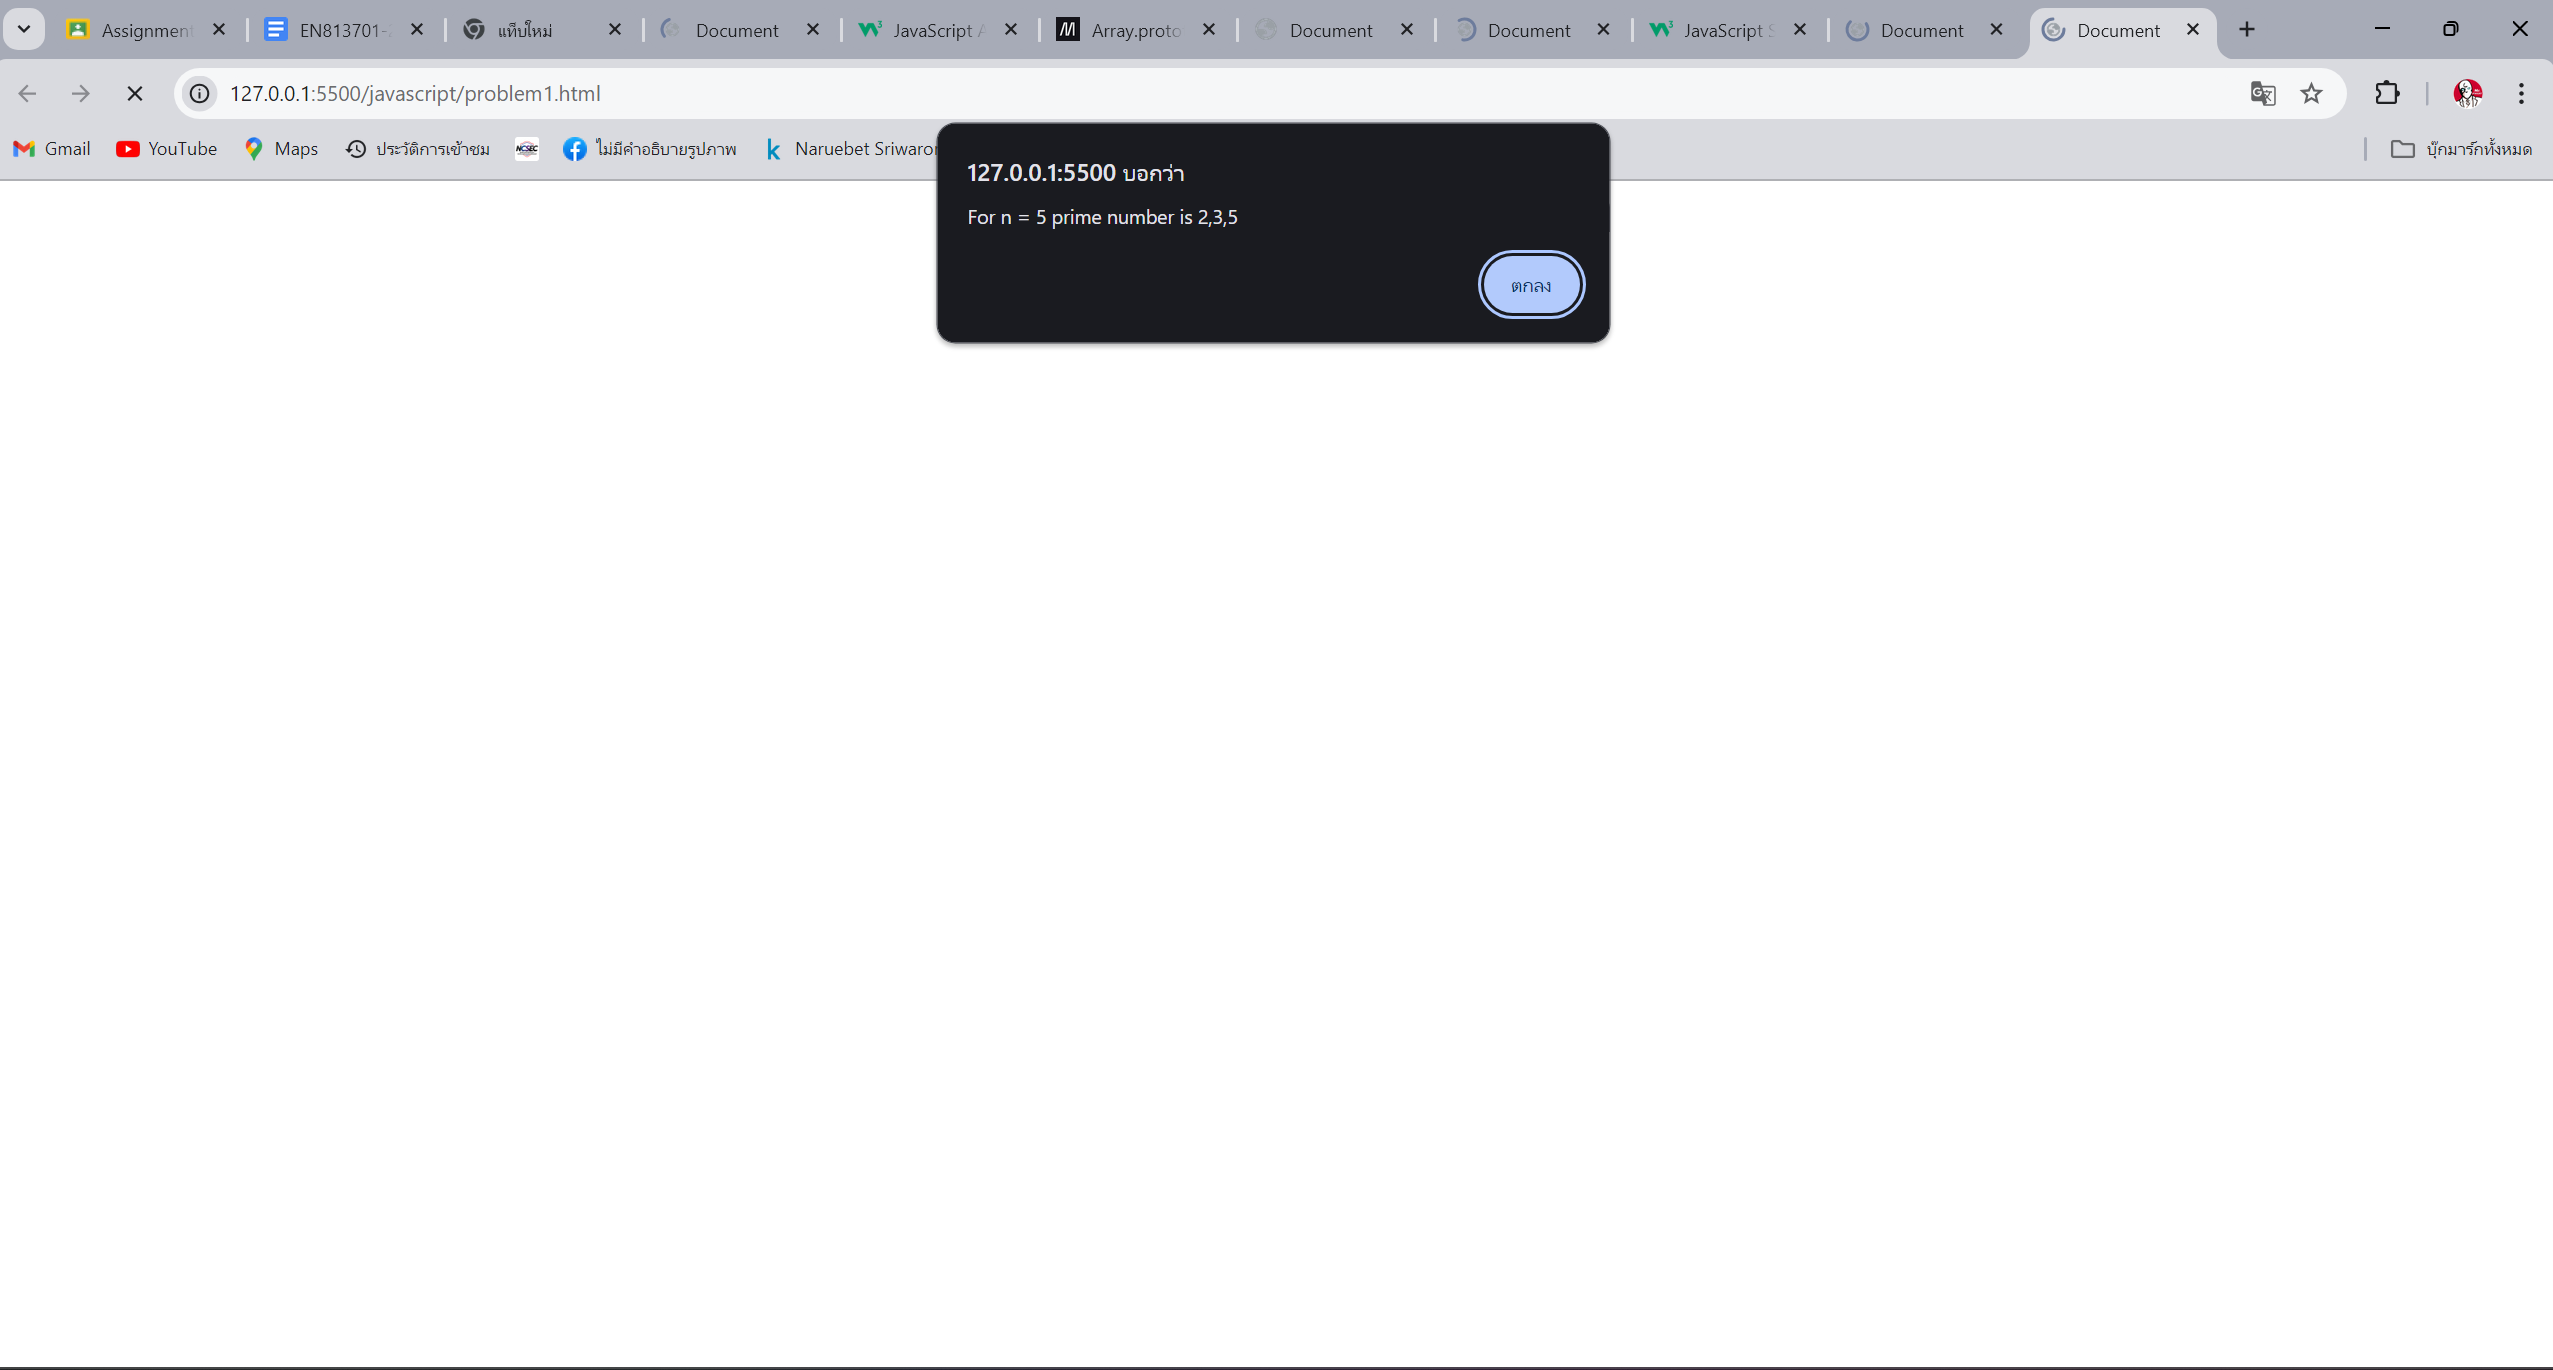 Assignment
EN813701-
แท็บใหม่
Document
JavaScript A
Array.proto
Document
Document
JavaScript S
Document
Document
127.0.0.1:5500/javascript/problem1.html
Gmail
YouTube
Maps
ประวัติการเข้าชม
NCSEC
ไม่มีคำอธิบายรูปภาพ
Naruebet Sriwaror
บุ๊กมาร์กทั้งหมด
127.0.0.1:5500 บอกว่า
For n = 5 prime number is 2,3,5
ตกลง